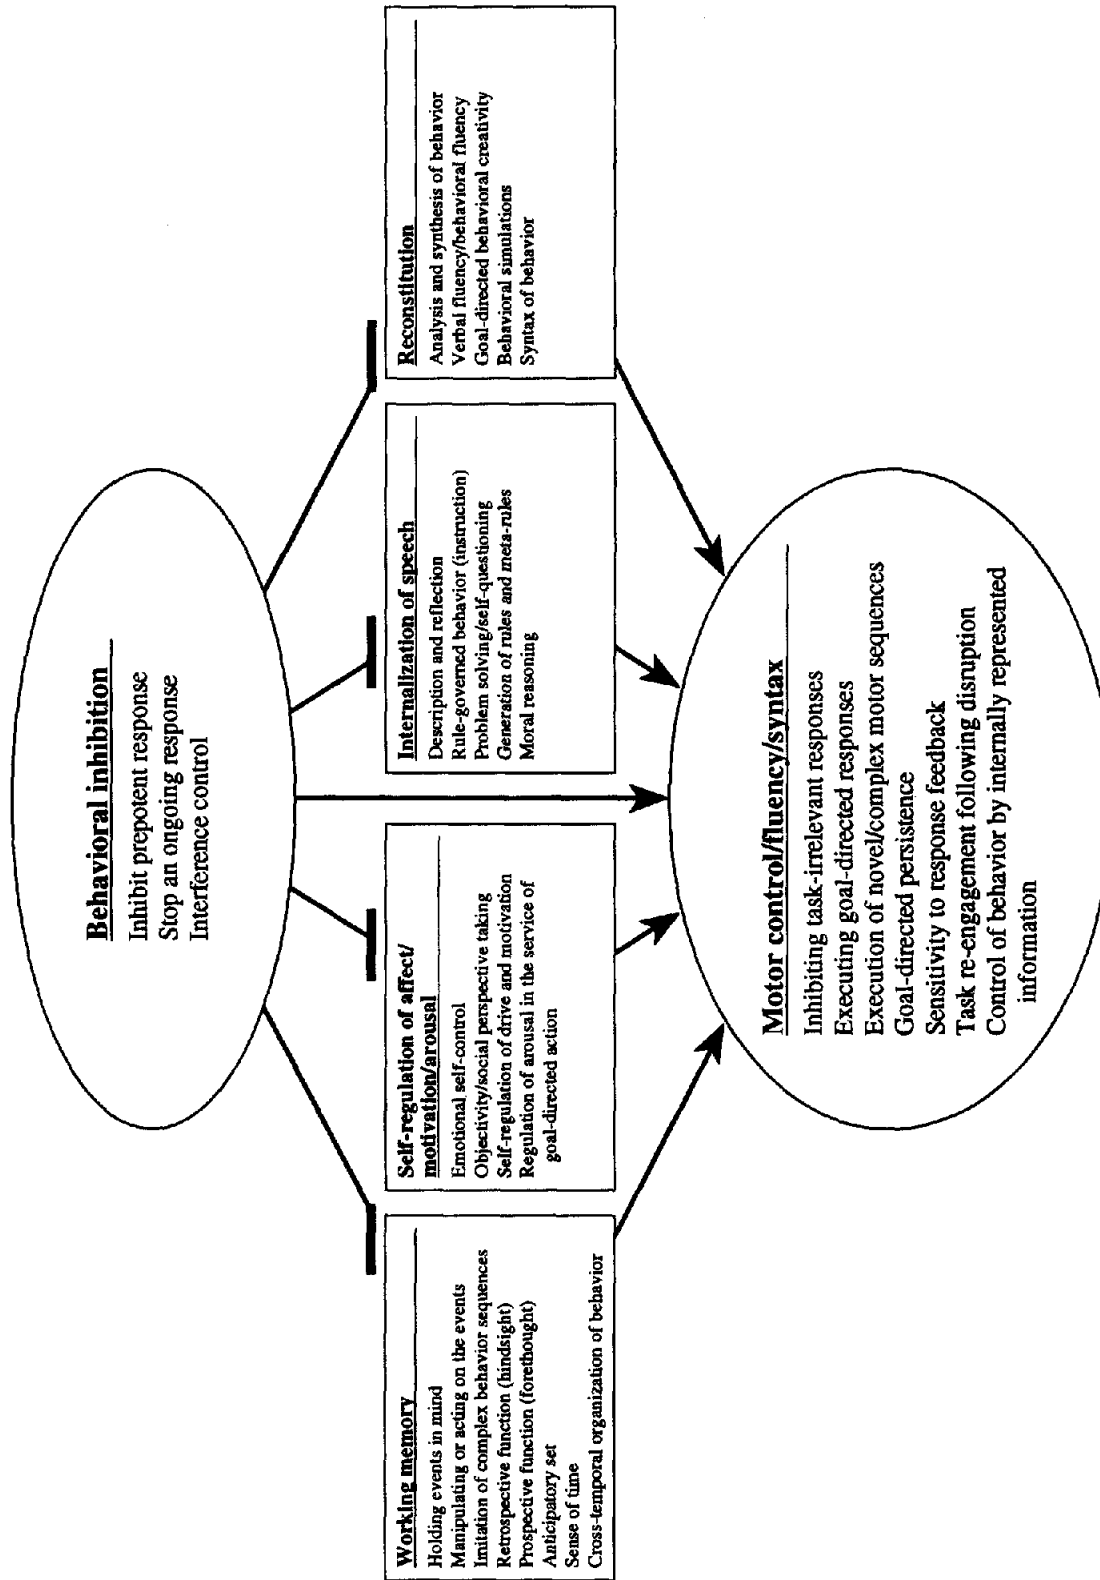 Behavioral inhibition
Inhibit prepotent response
Stop an ongoing response
Interference control
Working memory
Holding events in mind
Manipulating or acting on the events
Imitation of complex behavior sequences
Retrospective function (hindsight)
Prospective function (forethought)
Anticipatory set
Sense of time
Cross-temporal organization of behavior
Self-regulation of affect/
motivation/arousal
Emotional self-control
Objectivity/social perspective taking
Self-regulation of drive and motivation
Regulation of arousal in the service of
goal-directed action
Internalization of speech
Description and reflection
Rule-governed behavior (instruction)
Problem solving/self-questioning
Generation of rules and meta-rules
Moral reasoning
Reconstitution
Analysis and synthesis of behavior
Verbal fluency/behavioral fluency
Goal-directed behavioral creativity
Behavioral simulations
Syntax of behavior
Motor control/fluency/syntax
Inhibiting task-irrelevant responses
Executing goal-directed responses
Execution of novel/complex motor sequences
Goal-directed persistence
Sensitivity to response feedback
Task re-engagement following disruption
Control of behavior by internally represented
information